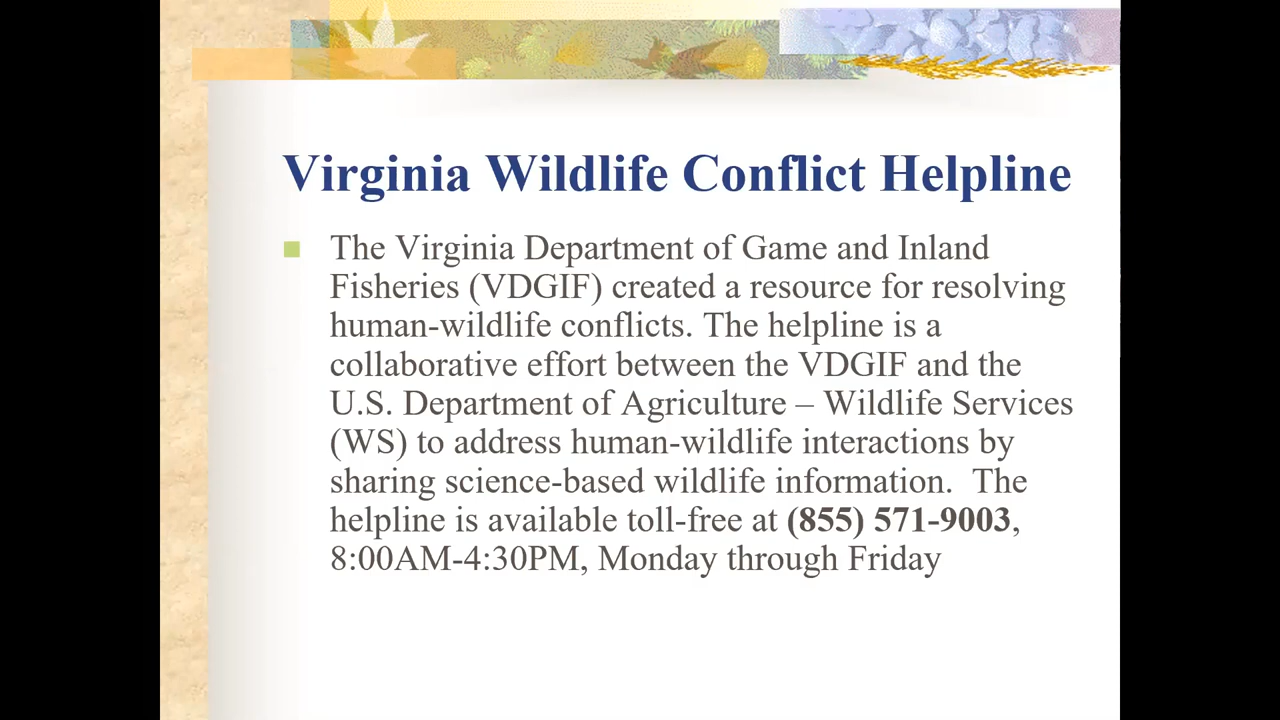 Virginia Wildlife Conflict Helpline
The Virginia Department of Game and Inland
Fisheries (VDGIF) created a resource for resolving
human-wildlife conflicts. The helpline is a
collaborative effort between the VDGIF and the
U.S. Department of Agriculture – Wildlife Services
(WS) to address human-wildlife interactions by
sharing science-based wildlife information.  The
helpline is available toll-free at (855) 571-9003,
8:00AM-4:30PM, Monday through Friday